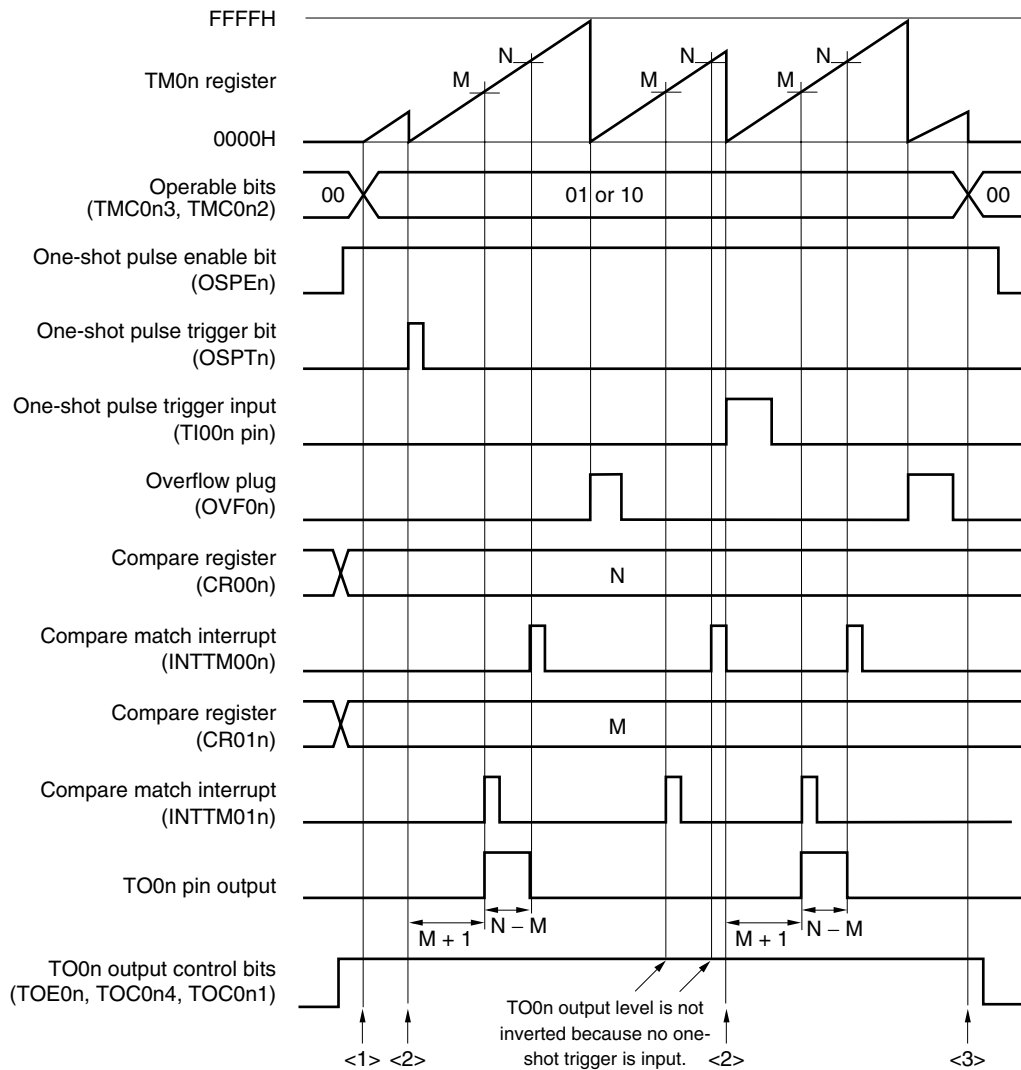 FFFFH
N
N
N
TM0n register
M
M
M
0000H
Operable bits
(TMC0n3, TMC0n2)
00
01 or 10
00
One-shot pulse enable bit
(OSPEn)
One-shot pulse trigger bit
(OSPTn)
One-shot pulse trigger input
(TI00n pin)
Overflow plug
(OVF0n)
Compare register
(CR00n)
N
Compare match interrupt
(INTTM00n)
Compare register
(CR01n)
M
Compare match interrupt
(INTTM01n)
TO0n pin output
M + 1
N − M
M + 1
N − M
TO0n output control bits
(TOE0n, TOC0n4, TOC0n1)
TO0n output level is not
inverted because no one-
shot trigger is input.
<1>
<2>
<2>
<3>